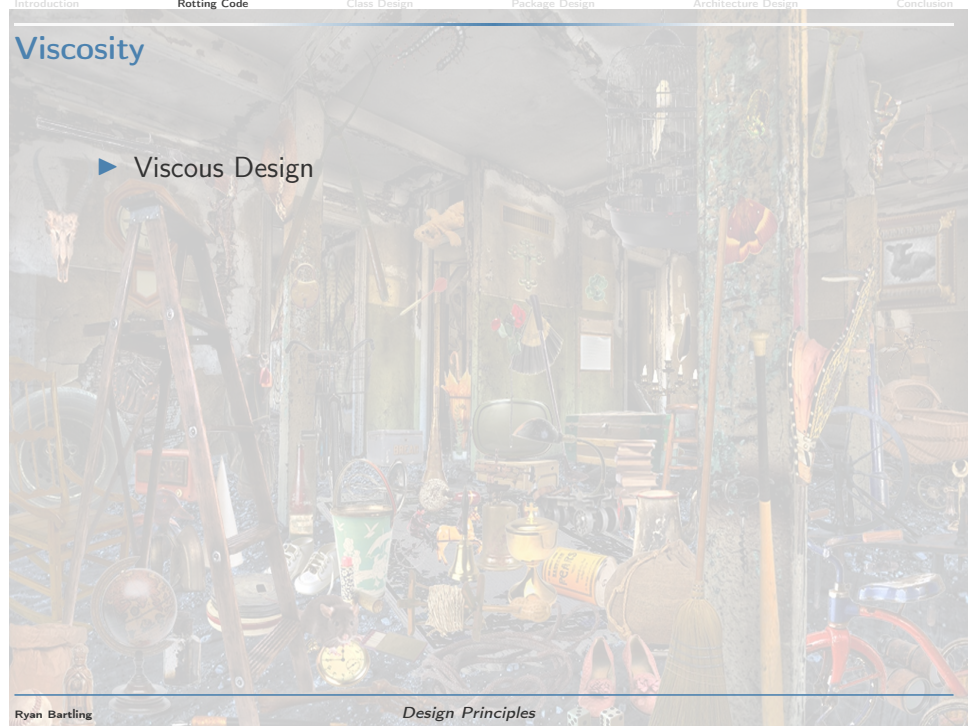 Introduction Rotting Code Class Design Package Design Architecture Design Conclusion
Viscosity
▶ Viscous Design
Ryan Bartling Design Principles